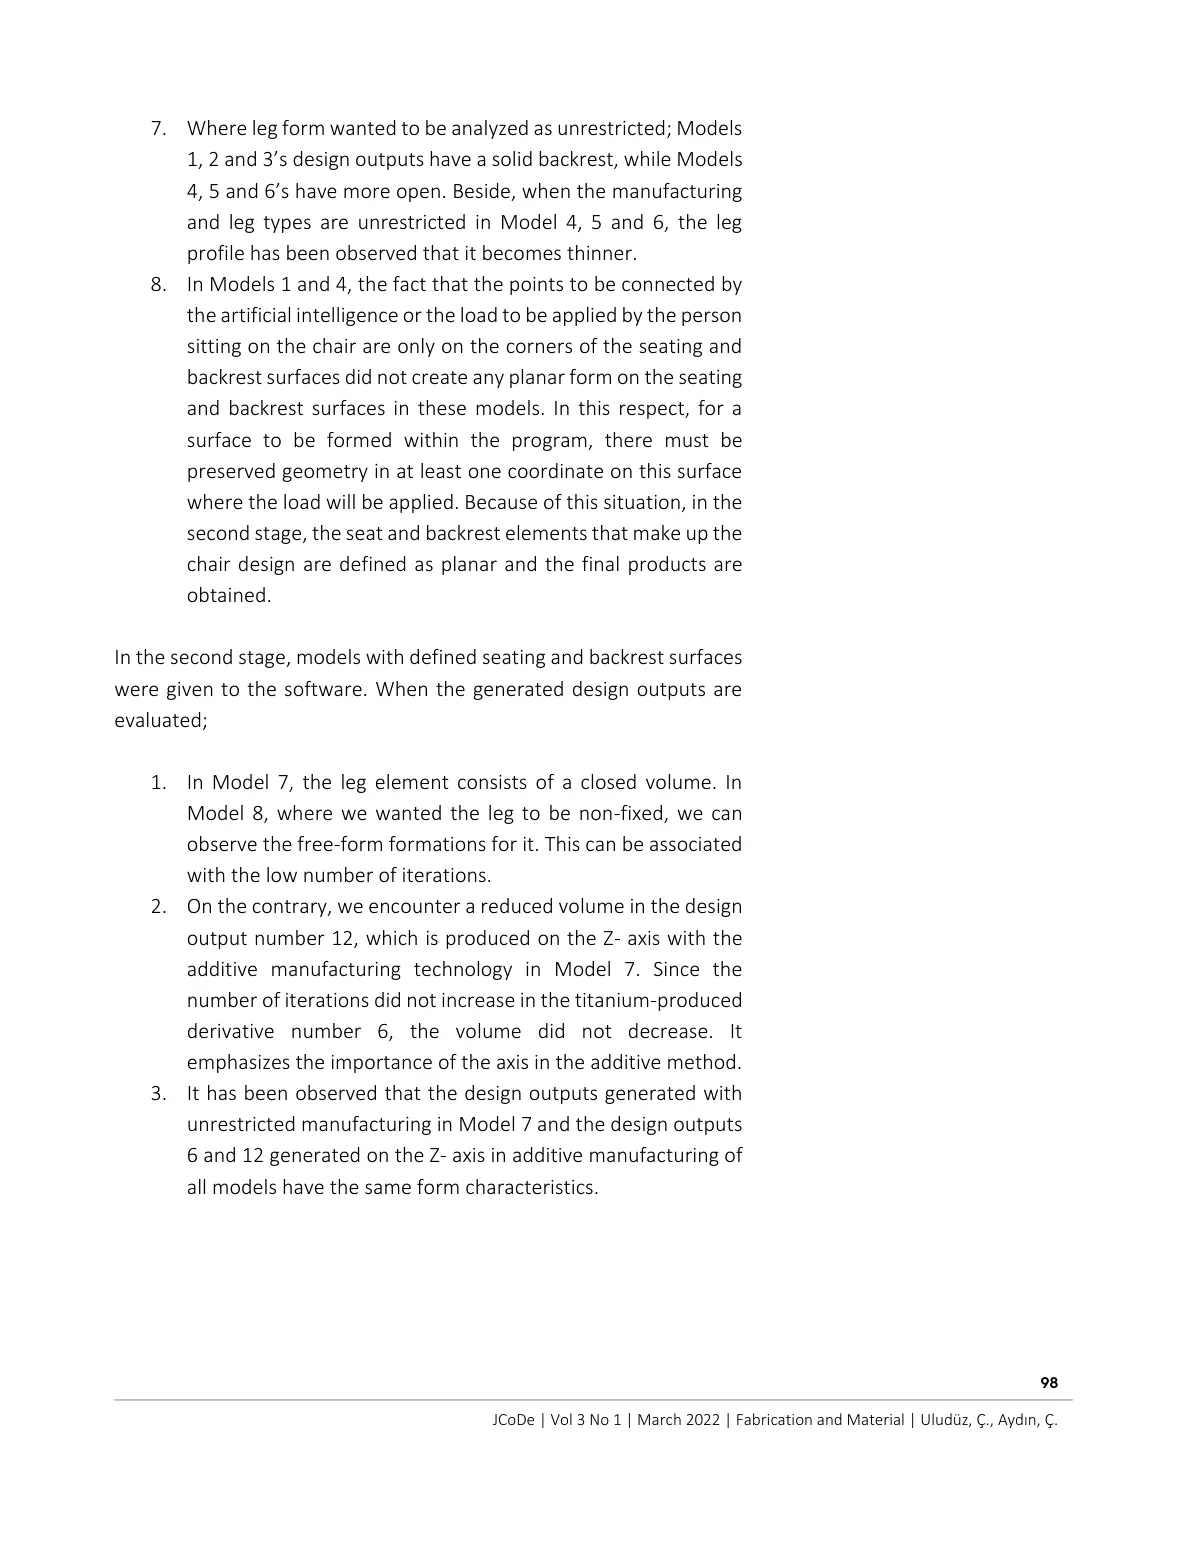 7. Where leg form wanted to be analyzed as unrestricted; Models
1, 2 and 3’s design outputs have a solid backrest, while Models
4, 5 and 6’s have more open. Beside, when the manufacturing
and leg types are unrestricted in Model 4, 5 and 6, the leg
profile has been observed that it becomes thinner.
8. In Models 1 and 4, the fact that the points to be connected by
the artificial intelligence or the load to be applied by the person
sitting on the chair are only on the corners of the seating and
backrest surfaces did not create any planar form on the seating
and backrest surfaces in these models. In this respect, for a
surface to be formed within the program, there must be
preserved geometry in at least one coordinate on this surface
where the load will be applied. Because of this situation, in the
second stage, the seat and backrest elements that make up the
chair design are defined as planar and the final products are
obtained.
In the second stage, models with defined seating and backrest surfaces
were given to the software. When the generated design outputs are
evaluated;
1. In Model 7, the leg element consists of a closed volume. In
Model 8, where we wanted the leg to be non-fixed, we can
observe the free-form formations for it. This can be associated
with the low number of iterations.
2. On the contrary, we encounter a reduced volume in the design
output number 12, which is produced on the Z- axis with the
additive manufacturing technology in Model 7. Since the
number of iterations did not increase in the titanium-produced
derivative number 6, the volume did not decrease. It
emphasizes the importance of the axis in the additive method.
3. It has been observed that the design outputs generated with
unrestricted manufacturing in Model 7 and the design outputs
6 and 12 generated on the Z- axis in additive manufacturing of
all models have the same form characteristics.
98
JCoDe | Vol 3 No 1 | March 2022 | Fabrication and Material | Uludüz, Ç., Aydın, Ç.